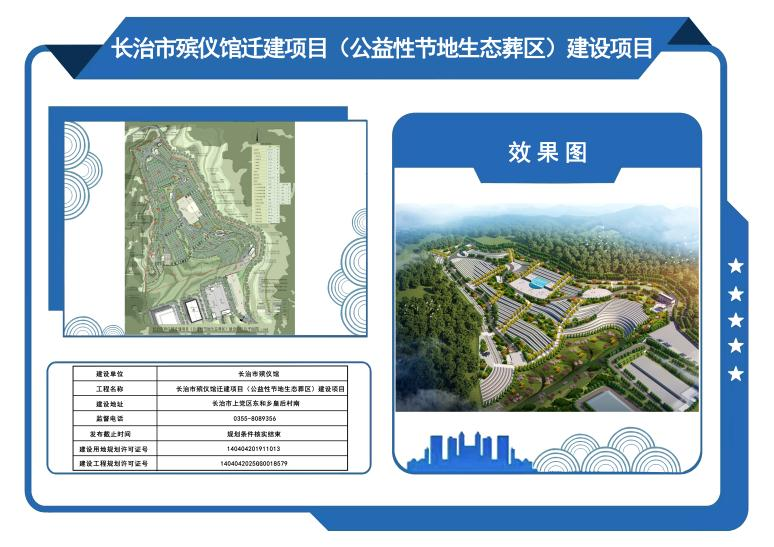 长治市殡仪馆迁建项目（公益性节地生态葬区）建设项目
效果图
建设单位 长治市殡仪馆
工程名称 长治市殡仪馆迁建项目（公益性节地生态葬区）建设项目
建设地址 长治市上党区东和乡皇后村南
监督电话 0355-8089356
发布截止时间 规划条件核实结束
建设用地规划许可证号 140404201911013
建设工程规划许可证号 1404042025GG0018579